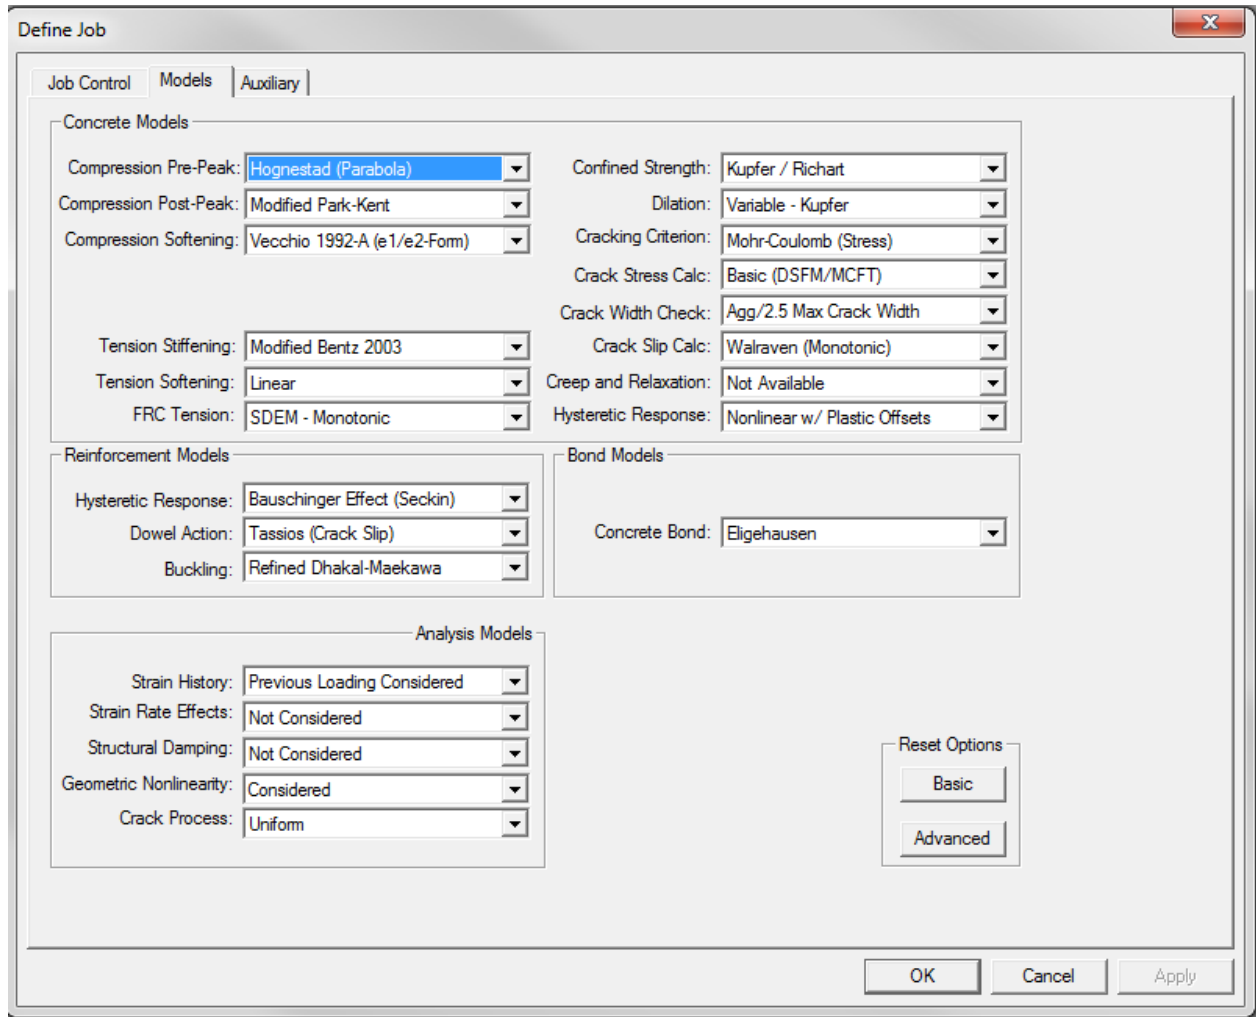 Define Job
Job Control Models Auxiliary
Concrete Models
Compression Pre-Peak: Hognestad (Parabola)
Compression Post-Peak: Modified Park-Kent
Compression Softening: Vecchio 1992-A (e1/e2-Form)
Tension Stiffening: Modified Bentz 2003
Tension Softening: Linear
FRC Tension: SDEM - Monotonic
Confined Strength: Kupfer / Richart
Dilation: Variable - Kupfer
Cracking Criterion: Mohr-Coulomb (Stress)
Crack Stress Calc: Basic (DSFM/MCFT)
Crack Width Check: Agg/2.5 Max Crack Width
Crack Slip Calc: Walraven (Monotonic)
Creep and Relaxation: Not Available
Hysteretic Response: Nonlinear w/ Plastic Offsets
Reinforcement Models
Hysteretic Response: Bauschinger Effect (Seckin)
Dowel Action: Tassios (Crack Slip)
Buckling: Refined Dhakal-Maekawa
Bond Models
Concrete Bond: Eligehausen
Analysis Models
Strain History: Previous Loading Considered
Strain Rate Effects: Not Considered
Structural Damping: Not Considered
Geometric Nonlinearity: Considered
Crack Process: Uniform
Reset Options
Basic
Advanced
OK Cancel Apply